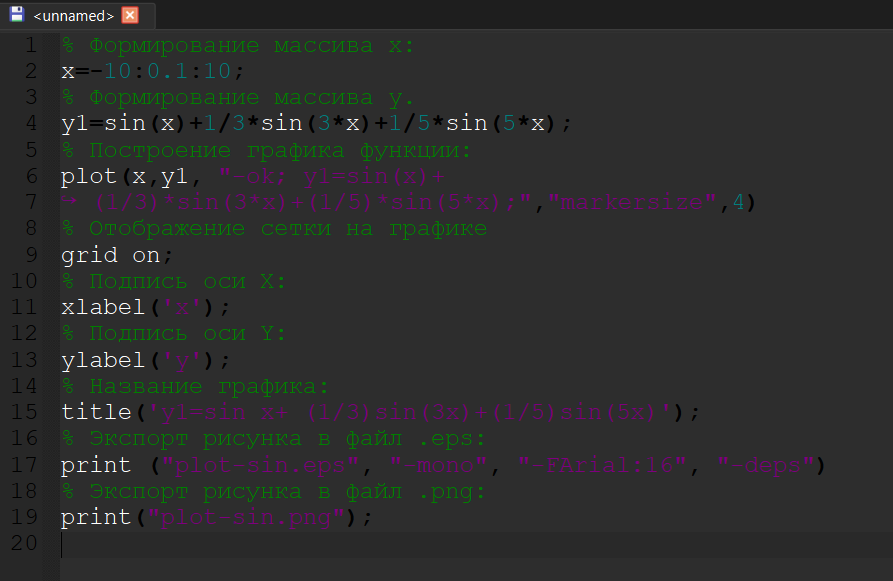 <unnamed>
1 % Формирование массива x:
2 x=-10:0.1:10;
3 % Формирование массива y.
4 y1=sin(x)+1/3*sin(3*x)+1/5*sin(5*x);
5 % Построение графика функции:
6 plot(x,y1, "-ok; y1=sin(x)+
7 → (1/3)*sin(3*x)+(1/5)*sin(5*x);","markersize",4)
8 % Отображение сетки на графике
9 grid on;
10 % Подпись оси X:
11 xlabel('x');
12 % Подпись оси Y:
13 ylabel('y');
14 % Название графика:
15 title('y1=sin x+ (1/3)sin(3x)+(1/5)sin(5x)');
16 % Экспорт рисунка в файл .eps:
17 print ("plot-sin.eps", "-mono", "-FArial:16", "-deps")
18 % Экспорт рисунка в файл .png:
19 print("plot-sin.png");
20